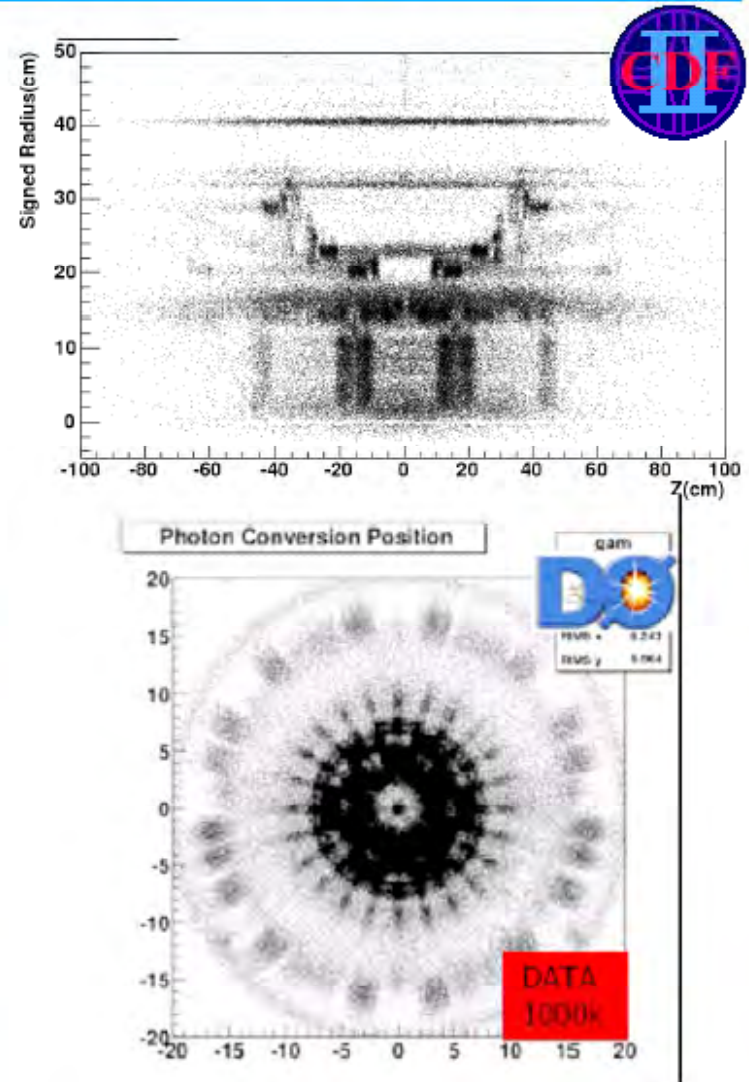 CDF
II
Signed Radius(cm)
50
40
30
20
10
0
-100 -80 -60 -40 -20 0 20 40 60 80 100
Z(cm)
Photon Conversion Position
gam
DØ
RMS x
RMS y
20
15
10
5
0
-5
-10
-15
-20
-20 -15 -10 -5 0 5 10 15 20
DATA
1000k